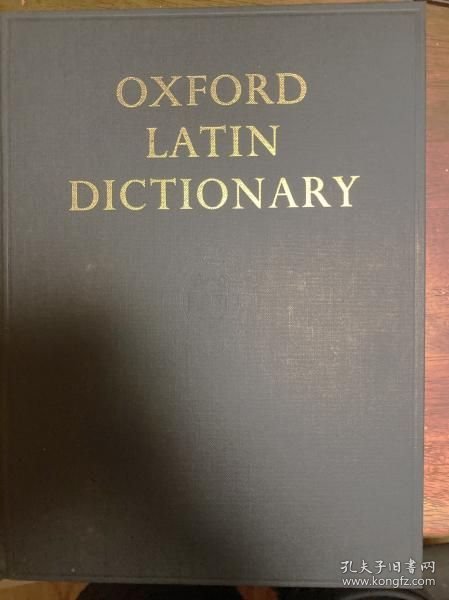 OXFORD
LATIN
DICTIONARY
孔夫子旧书网
www.kongfz.com